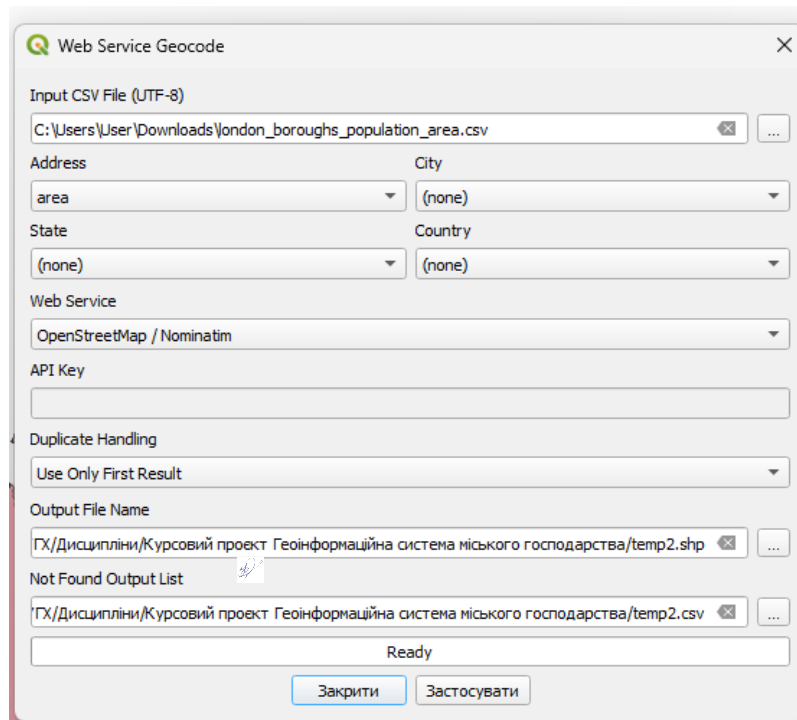 Web Service Geocode
Input CSV File (UTF-8)
C:\Users\User\Downloads\london_boroughs_population_area.csv
...
Address
City
area
(none)
State
Country
(none)
(none)
Web Service
OpenStreetMap / Nominatim
API Key
Duplicate Handling
Use Only First Result
Output File Name
ГХ/Дисципліни/Курсовий проєкт Геоінформаційна система міського господарства/temp2.shp
...
Not Found Output List
ГХ/Дисципліни/Курсовий проєкт Геоінформаційна система міського господарства/temp2.csv
...
Ready
Закрити
Застосувати